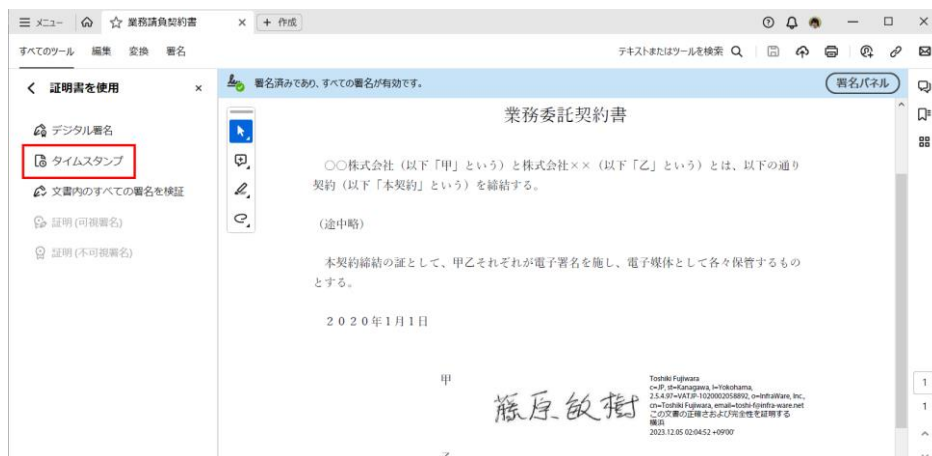 メニュー
業務請負契約書
× + 作成
すべてのツール 編集 変換 署名
テキストまたはツールを検索
証明書を使用 ×
署名済みであり、すべての署名が有効です。
署名パネル
デジタル署名
タイムスタンプ
文書内のすべての署名を検証
証明 (可視署名)
証明 (不可視署名)
業務委託契約書
○○株式会社(以下「甲」という)と株式会社××(以下「乙」という)とは、以下の通り
契約(以下「本契約」という)を締結する。
(途中略)
本契約締結の証として、甲乙それぞれが電子署名を施し、電子媒体として各々保管するもの
とする。
2020年1月1日
甲
藤原敏樹
Toshiki Fujiwara
c=JP, st=Kanagawa, l=Yokohama,
2.5.4.97=VATJP-1020002058892, o=InfraWare, Inc.,
cn=Toshiki Fujiwara, email=toshi-f@infra-ware.net
この文書の正確さおよび完全性を証明する
横浜
2023.12.05 02:04:52 +09'00'
1
1